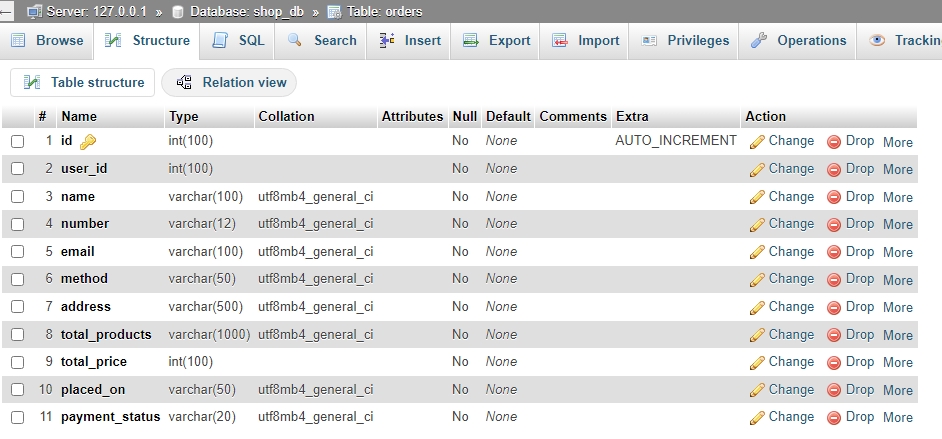 ← Server: 127.0.0.1 » Database: shop_db » Table: orders
Browse Structure SQL Search Insert Export Import Privileges Operations Trackin
Table structure Relation view
# Name Type Collation Attributes Null Default Comments Extra Action
1 id int(100) No None AUTO_INCREMENT Change Drop More
2 user_id int(100) No None Change Drop More
3 name varchar(100) utf8mb4_general_ci No None Change Drop More
4 number varchar(12) utf8mb4_general_ci No None Change Drop More
5 email varchar(100) utf8mb4_general_ci No None Change Drop More
6 method varchar(50) utf8mb4_general_ci No None Change Drop More
7 address varchar(500) utf8mb4_general_ci No None Change Drop More
8 total_products varchar(1000) utf8mb4_general_ci No None Change Drop More
9 total_price int(100) No None Change Drop More
10 placed_on varchar(50) utf8mb4_general_ci No None Change Drop More
11 payment_status varchar(20) utf8mb4_general_ci No None Change Drop More